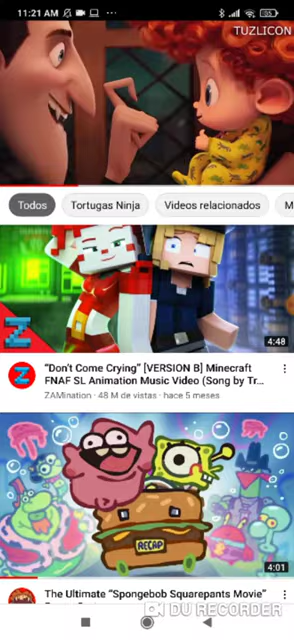 11:21 AM
TUZLICON
Todos
Tortugas Ninja
Videos relacionados
M
Z
4:48
Z
"Don't Come Crying" [VERSION B] Minecraft
FNAF SL Animation Music Video (Song by Tr...
ZAMination · 48 M de vistas · hace 5 meses
RECAP
4:01
The Ultimate "Spongebob Squarepants Movie"
DU RECORDER